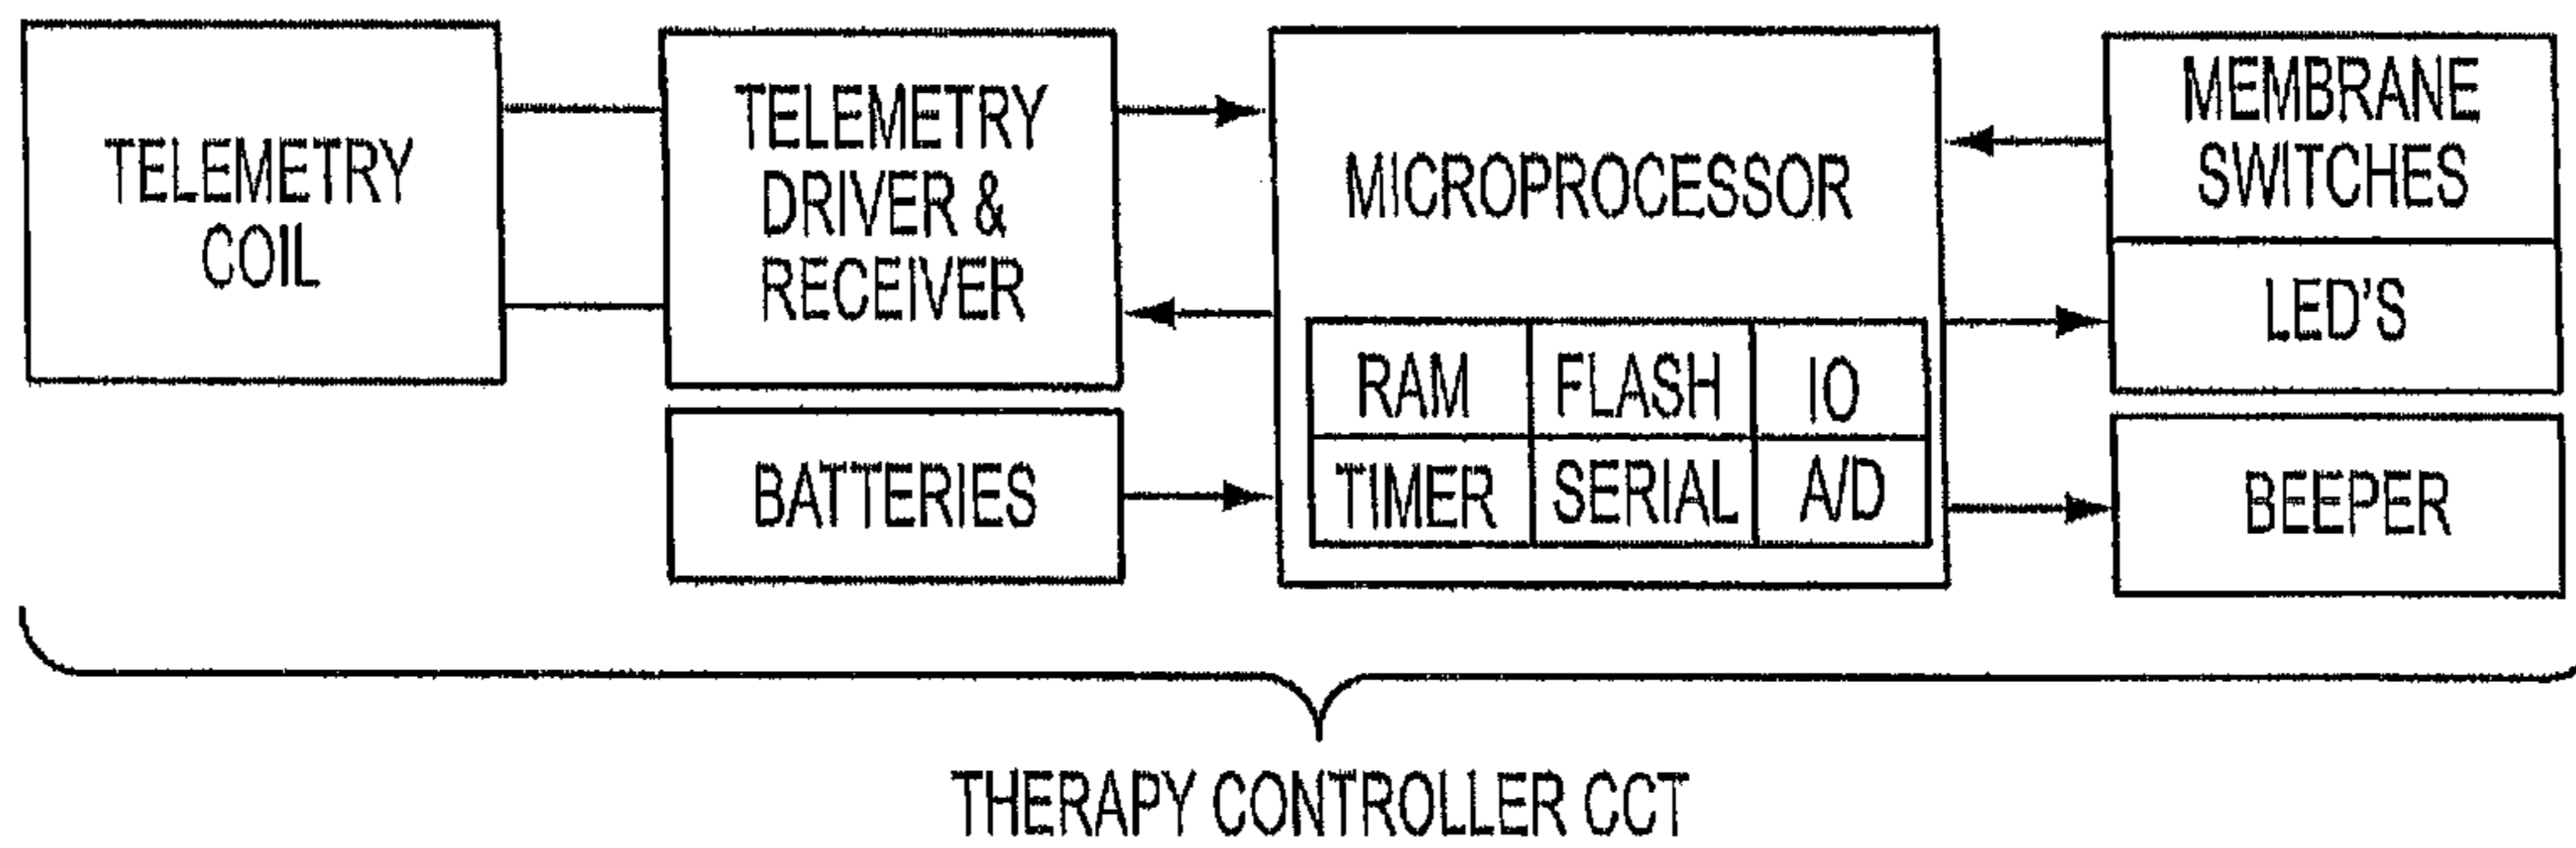 TELEMETRY
COIL
TELEMETRY
DRIVER &
RECEIVER
BATTERIES
MICROPROCESSOR
RAM FLASH IO
TIMER SERIAL A/D
MEMBRANE
SWITCHES
LED'S
BEEPER
THERAPY CONTROLLER CCT